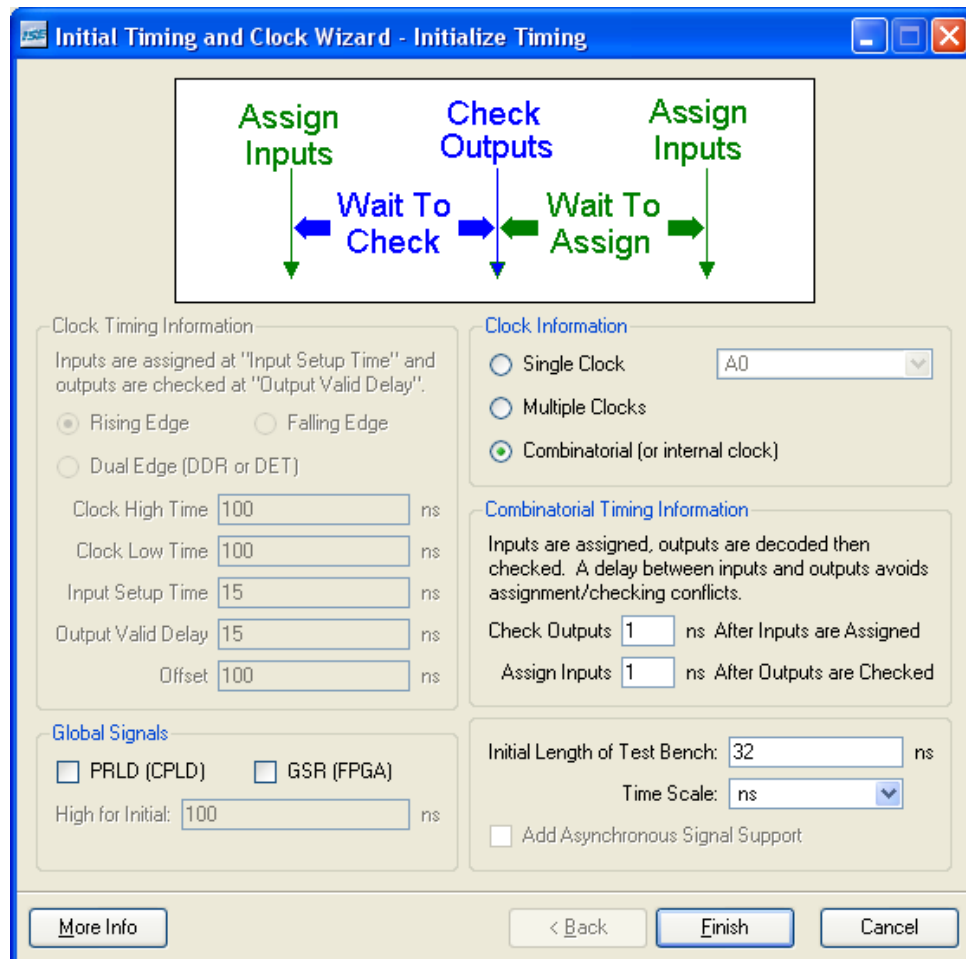 ISE Initial Timing and Clock Wizard - Initialize Timing
Assign Inputs
Check Outputs
Assign Inputs
Wait To Check
Wait To Assign
Clock Timing Information
Inputs are assigned at "Input Setup Time" and
outputs are checked at "Output Valid Delay".
Rising Edge Falling Edge
Dual Edge (DDR or DET)
Clock High Time 100 ns
Clock Low Time 100 ns
Input Setup Time 15 ns
Output Valid Delay 15 ns
Offset 100 ns
Global Signals
PRLD (CPLD) GSR (FPGA)
High for Initial: 100 ns
Clock Information
Single Clock A0
Multiple Clocks
Combinatorial (or internal clock)
Combinatorial Timing Information
Inputs are assigned, outputs are decoded then
checked. A delay between inputs and outputs avoids
assignment/checking conflicts.
Check Outputs 1 ns After Inputs are Assigned
Assign Inputs 1 ns After Outputs are Checked
Initial Length of Test Bench: 32 ns
Time Scale: ns
Add Asynchronous Signal Support
More Info < Back Finish Cancel